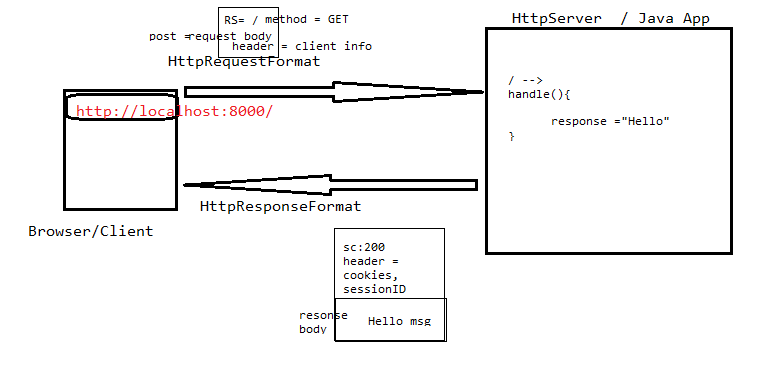 HttpServer / Java App
RS= / method = GET
post =request body
header = client info
HttpRequestFormat
http://localhost:8000/
/ -->
handle(){
response ="Hello"
}
HttpResponseFormat
Browser/Client
sc:200
header =
cookies,
sessionID
resonse
body
Hello msg